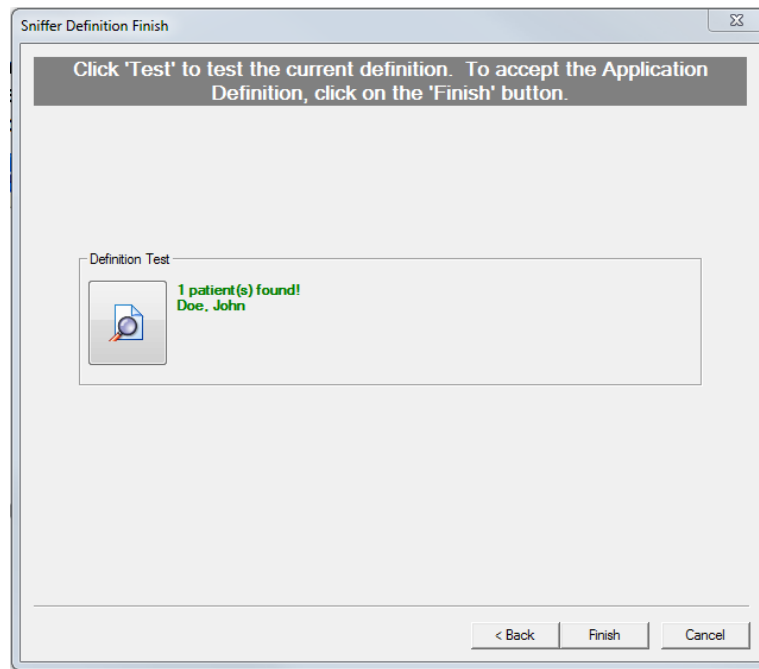 Sniffer Definition Finish
Click 'Test' to test the current definition. To accept the Application
Definition, click on the 'Finish' button.
Definition Test
1 patient(s) found!
Doe, John
< Back
Finish
Cancel